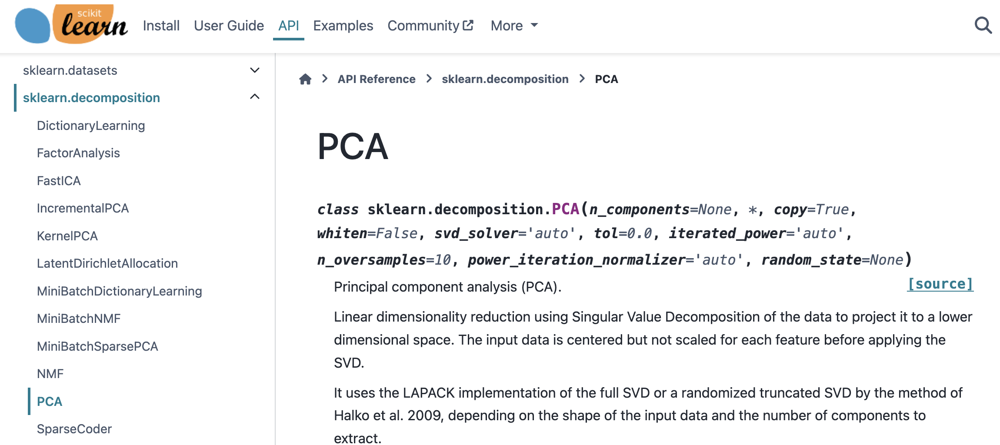 scikit
learn
Install User Guide API Examples Community More
sklearn.datasets
sklearn.decomposition
DictionaryLearning
FactorAnalysis
FastICA
IncrementalPCA
KernelPCA
LatentDirichletAllocation
MiniBatchDictionaryLearning
MiniBatchNMF
MiniBatchSparsePCA
NMF
PCA
SparseCoder
API Reference > sklearn.decomposition > PCA
PCA
class sklearn.decomposition.PCA(n_components=None, *, copy=True,
whiten=False, svd_solver='auto', tol=0.0, iterated_power='auto',
n_oversamples=10, power_iteration_normalizer='auto', random_state=None)
[source]
Principal component analysis (PCA).
Linear dimensionality reduction using Singular Value Decomposition of the data to project it to a lower
dimensional space. The input data is centered but not scaled for each feature before applying the
SVD.
It uses the LAPACK implementation of the full SVD or a randomized truncated SVD by the method of
Halko et al. 2009, depending on the shape of the input data and the number of components to
extract.